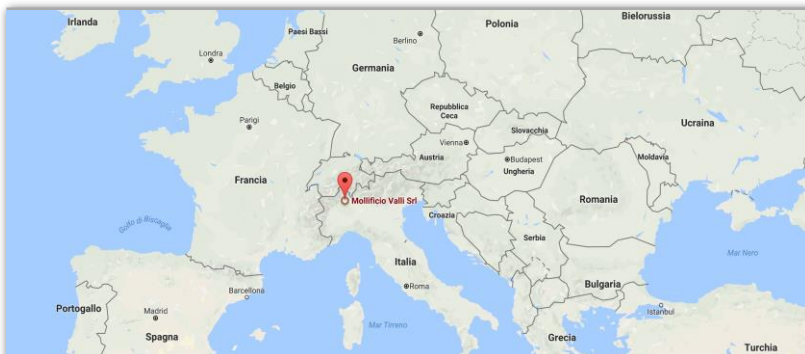 Irlanda
Bielorussia
Paesi Bassi
Polonia
Berlino
Londra
Germania
Belgio
Repubblica
Ceca
Ucraina
Parigi
Slovacchia
Vienna
Moldavia
Austria
Budapest
Ungheria
Francia
Romania
Mollificio Valli Srl
Croazia
Golfo di Biscaglia
Serbia
Mar Nero
Italia
Bulgaria
Roma
Barcellona
Portogallo
Madrid
Istanbul
Mar Tirreno
Spagna
Grecia
Turchia